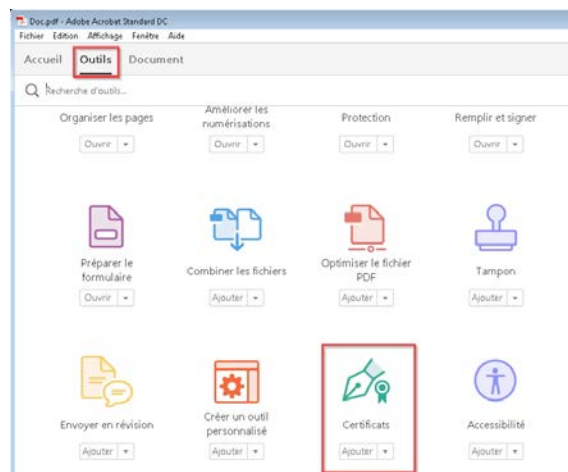 Doc.pdf - Adobe Acrobat Standard DC
Fichier Edition Affichage Fenêtre Aide
Accueil Outils Document
Recherche d'outils...
Organiser les pages
Améliorer les
numérisations
Protection
Remplir et signer
Ouvrir Ouvrir Ouvrir Ouvrir
Préparer le
formulaire
Combiner les fichiers
Optimiser le fichier
PDF
Tampon
Ouvrir Ajouter Ajouter Ajouter
Envoyer en révision
Créer un outil
personnalisé
Certificats
Accessibilité
Ajouter Ajouter Ajouter Ajouter